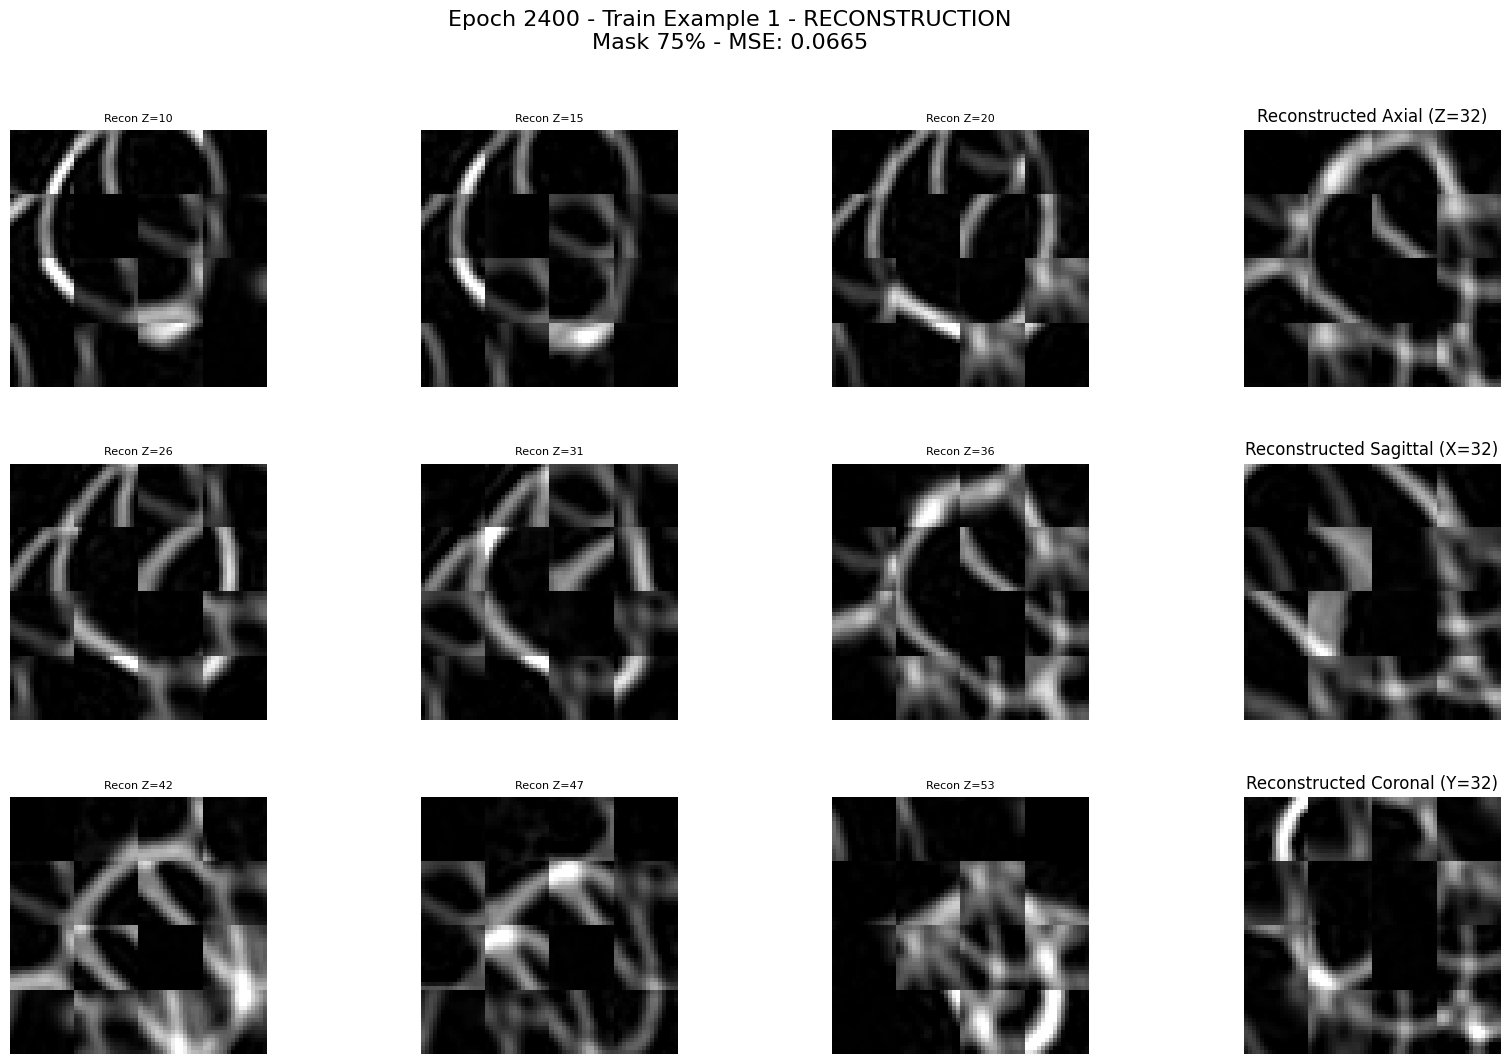 Epoch 2400 - Train Example 1 - RECONSTRUCTION
Mask 75% - MSE: 0.0665
Recon Z=10
Recon Z=15
Recon Z=20
Reconstructed Axial (Z=32)
Recon Z=26
Recon Z=31
Recon Z=36
Reconstructed Sagittal (X=32)
Recon Z=42
Recon Z=47
Recon Z=53
Reconstructed Coronal (Y=32)